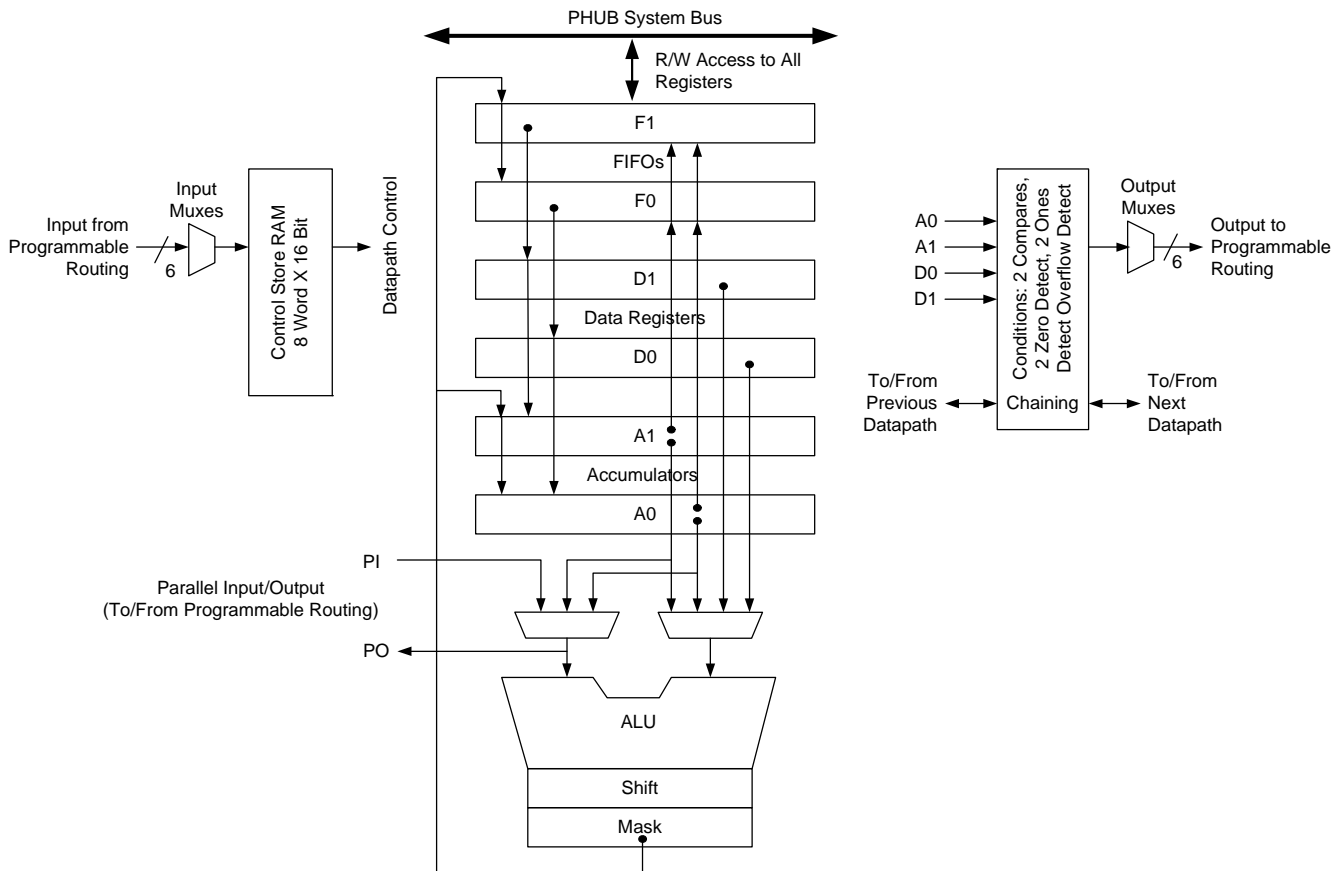 PHUB System Bus
R/W Access to All
Registers
F1
FIFOs
F0
D1
Data Registers
D0
A1
Accumulators
A0
Input from
Programmable
Routing
6
Input
Muxes
Control Store RAM
8 Word X 16 Bit
Datapath Control
A0
A1
D0
D1
Conditions: 2 Compares,
2 Zero Detect, 2 Ones
Detect Overflow Detect
Output
Muxes
6
Output to
Programmable
Routing
To/From
Previous
Datapath
Chaining
To/From
Next
Datapath
PI
Parallel Input/Output
(To/From Programmable Routing)
PO
ALU
Shift
Mask